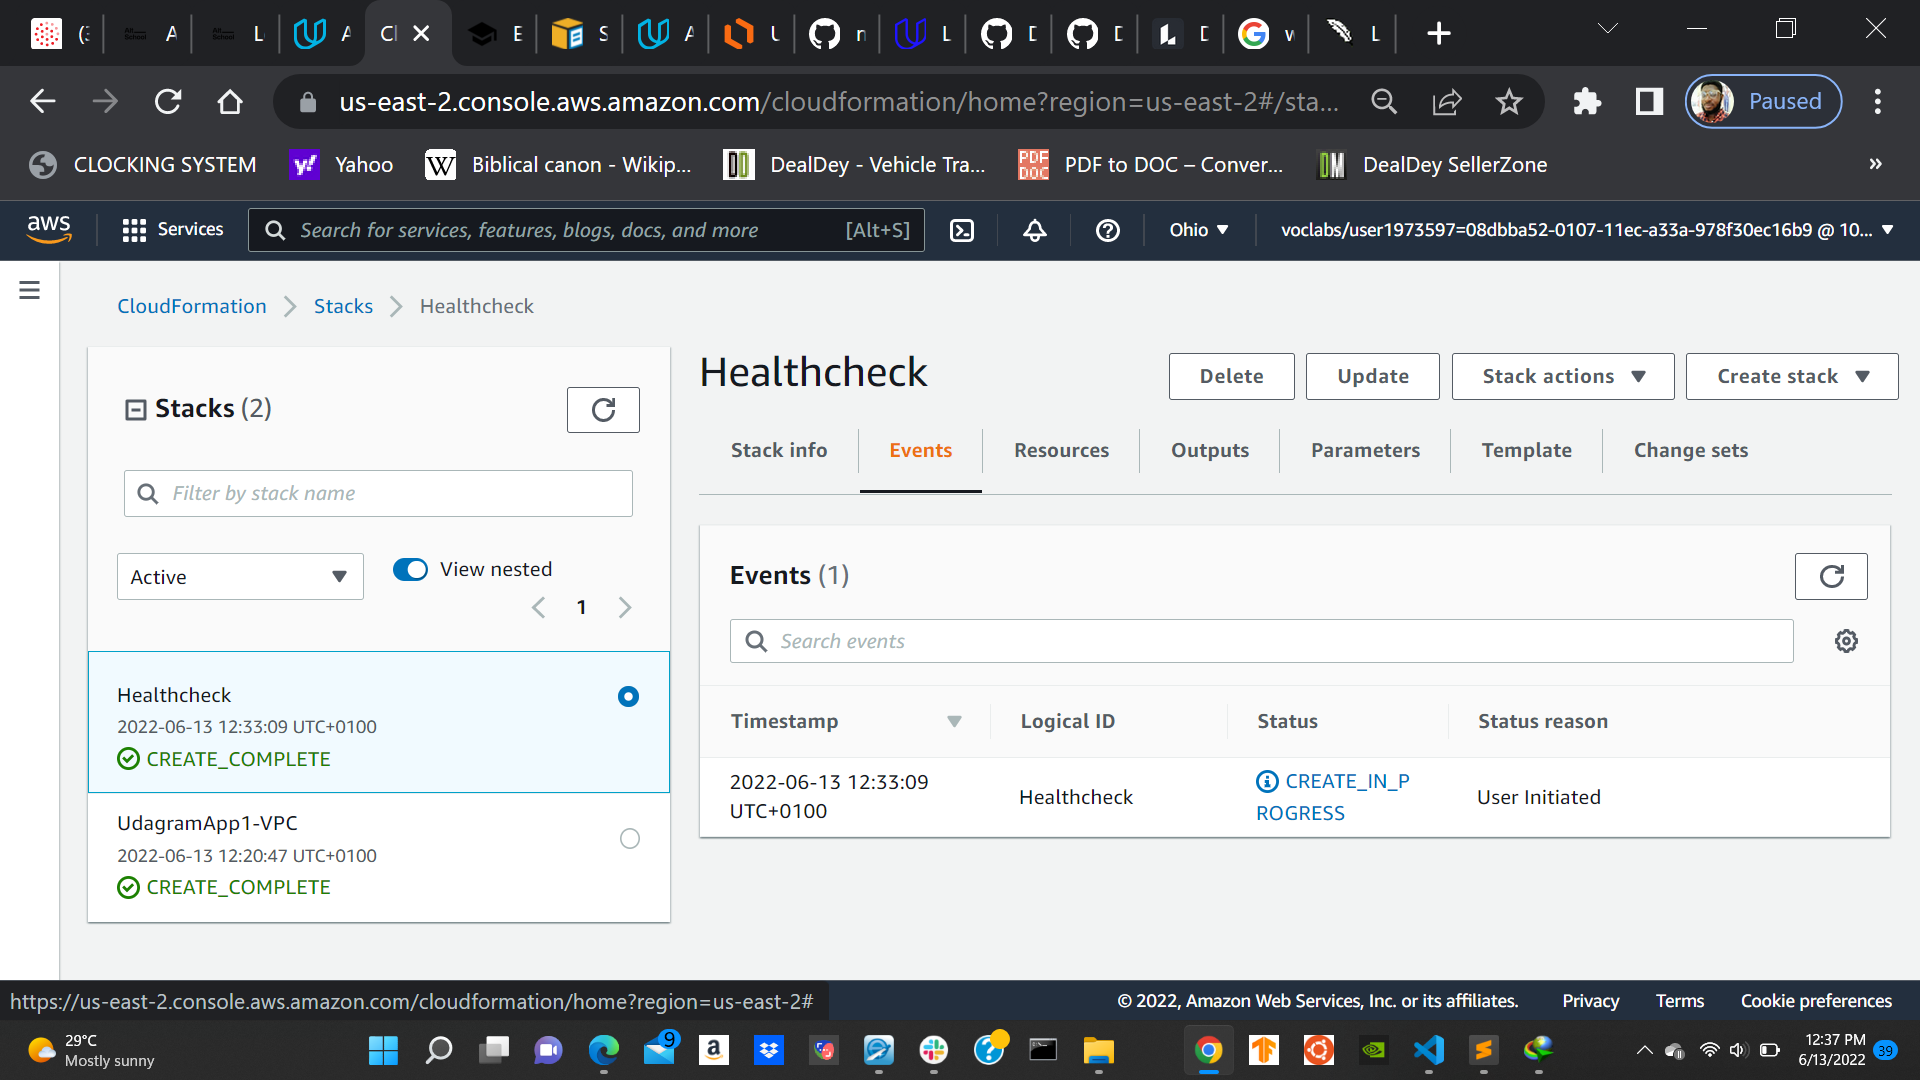 (3
A
L
A
Cl
E
S
A
U
n
L
D
D
D
w
L
us-east-2.console.aws.amazon.com/cloudformation/home?region=us-east-2#/sta...
Paused
CLOCKING SYSTEM
Yahoo
Biblical canon - Wikip...
DealDey - Vehicle Tra...
PDF to DOC – Conver...
DealDey SellerZone
»
aws
Services
Search for services, features, blogs, docs, and more
[Alt+S]
Ohio
voclabs/user1973597=08dbba52-0107-11ec-a33a-978f30ec16b9 @ 10...
CloudFormation
Stacks
Healthcheck
Stacks (2)
Filter by stack name
Active
View nested
1
Healthcheck
2022-06-13 12:33:09 UTC+0100
CREATE_COMPLETE
UdagramApp1-VPC
2022-06-13 12:20:47 UTC+0100
CREATE_COMPLETE
Healthcheck
Delete
Update
Stack actions
Create stack
Stack info
Events
Resources
Outputs
Parameters
Template
Change sets
Events (1)
Search events
Timestamp
Logical ID
Status
Status reason
2022-06-13 12:33:09
UTC+0100
Healthcheck
CREATE_IN_P
ROGRESS
User Initiated
https://us-east-2.console.aws.amazon.com/cloudformation/home?region=us-east-2#
© 2022, Amazon Web Services, Inc. or its affiliates.
Privacy
Terms
Cookie preferences
29°C
Mostly sunny
9
12:37 PM
6/13/2022
39